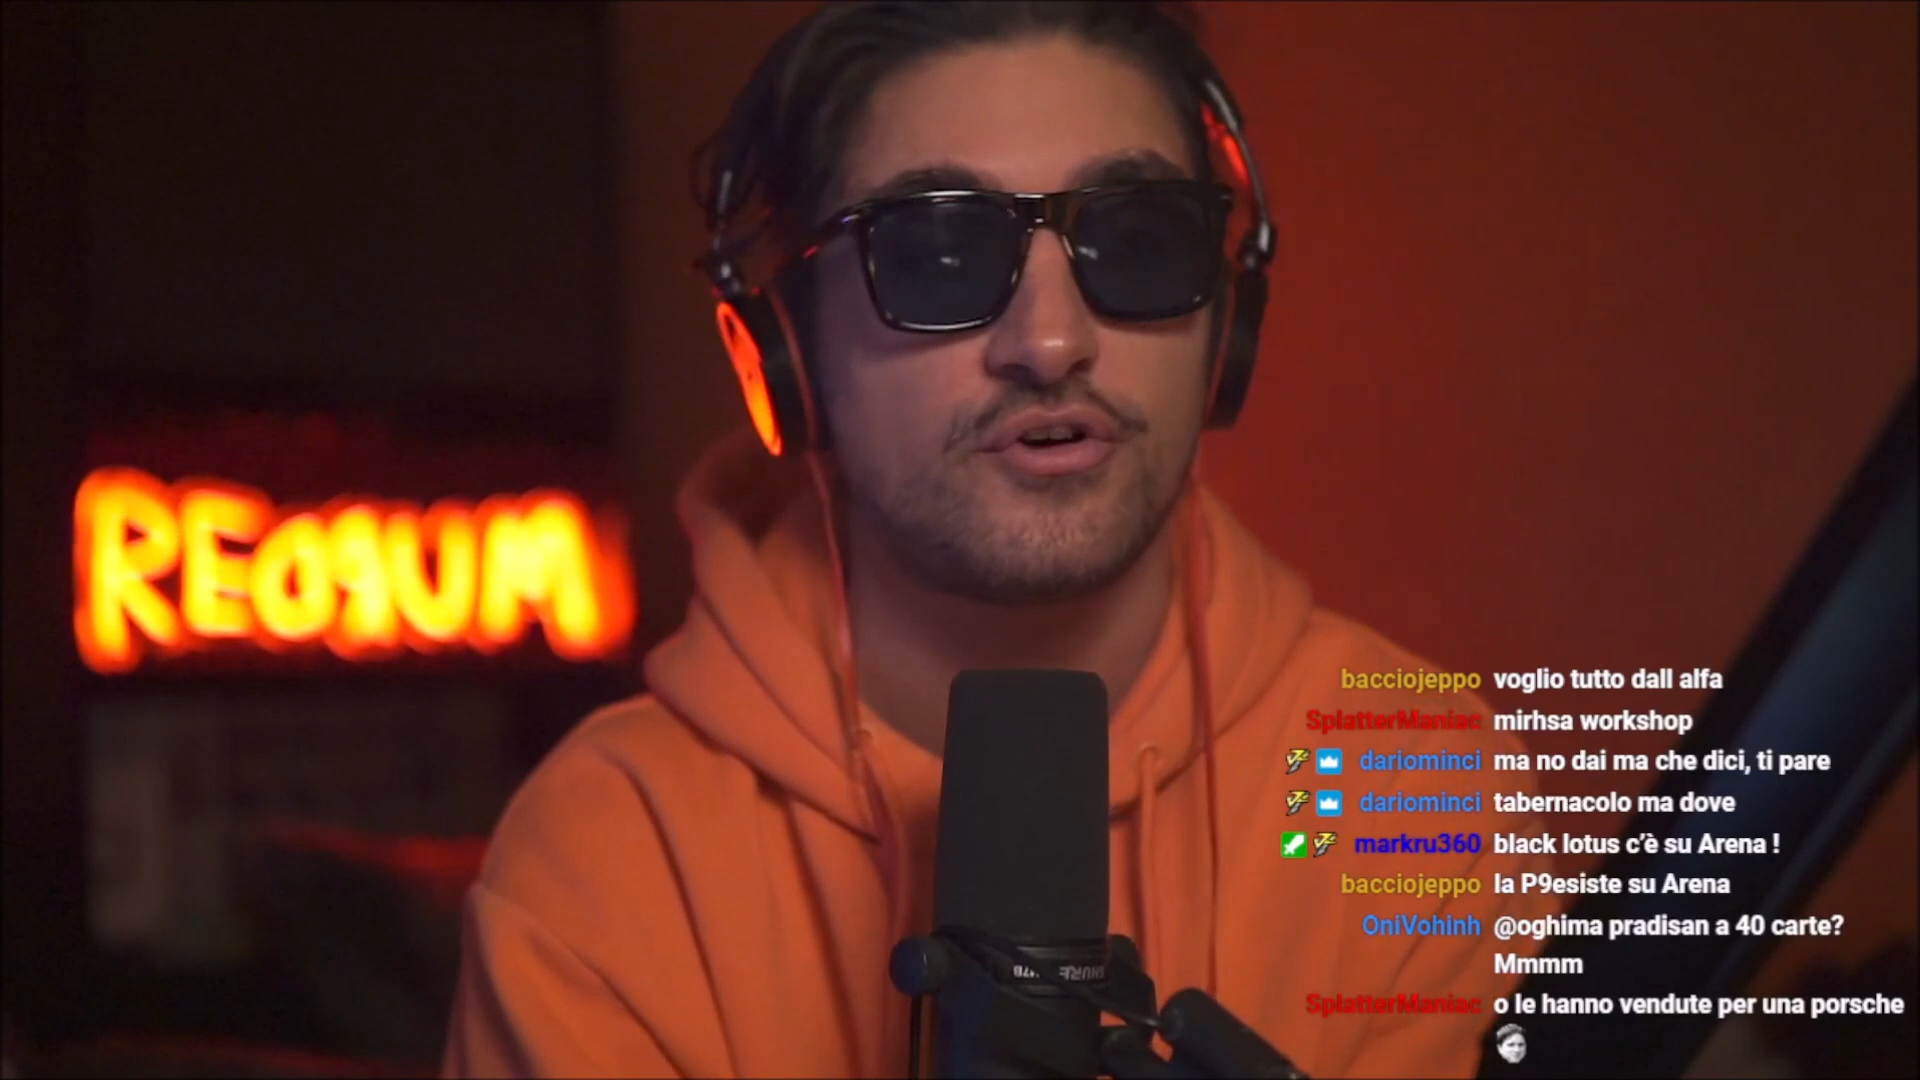 REDRUM
bacciojeppo voglio tutto dall alfa
SplatterManiac mirhsa workshop
dariominci ma no dai ma che dici, ti pare
dariominci tabernacolo ma dove
markru360 black lotus c'è su Arena !
bacciojeppo la P9esiste su Arena
OniVohinh @oghima pradisan a 40 carte?
Mmmm
SplatterManiac o le hanno vendute per una porsche
SHURE